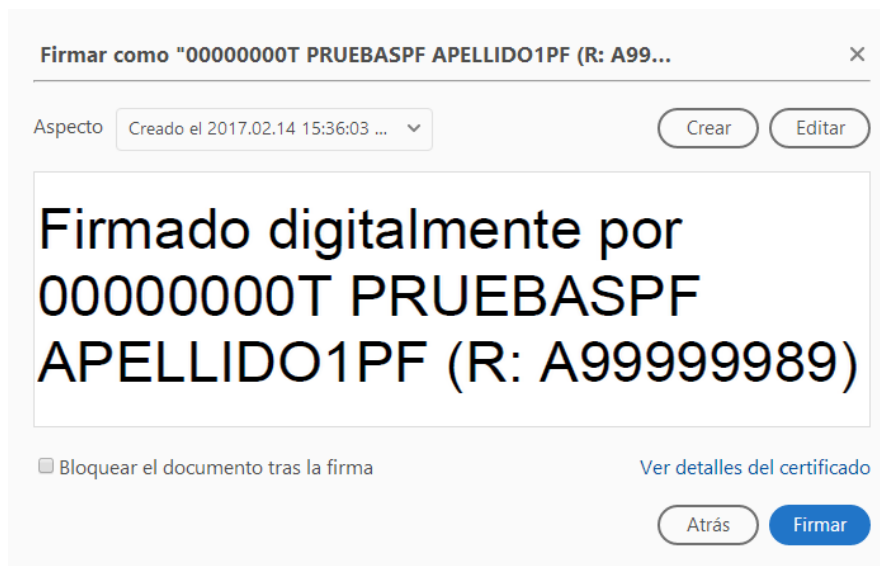 Firmar como "00000000T PRUEBASPF APELLIDO1PF (R: A99...
Aspecto Creado el 2017.02.14 15:36:03 ... Crear Editar
Firmado digitalmente por
00000000T PRUEBASPF
APELLIDO1PF (R: A99999989)
Bloquear el documento tras la firma Ver detalles del certificado
Atrás Firmar